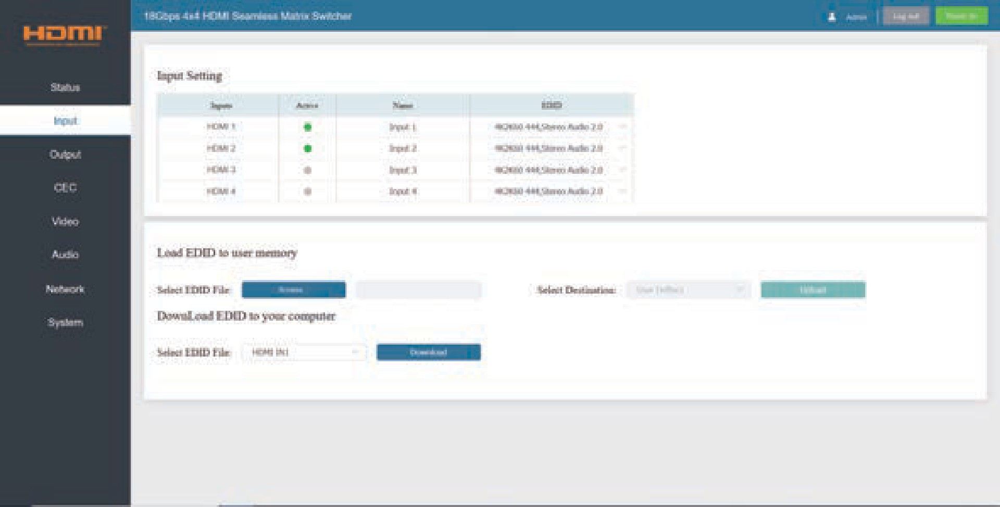 HDMI
18Gbps 4x4 HDMI Seamless Matrix Switcher
Admin
Log out
Status
Input
Output
CEC
Video
Audio
Network
System
Input Setting
Inputs Active Name EDID
HDMI 1 Input 1 4K2K60 444,Stereo Audio 2.0
HDMI 2 Input 2 4K2K60 444,Stereo Audio 2.0
HDMI 3 Input 3 4K2K60 444,Stereo Audio 2.0
HDMI 4 Input 4 4K2K60 444,Stereo Audio 2.0
Load EDID to user memory
Select EDID File: Browse Select Destination: Upload
DownLoad EDID to your computer
Select EDID File: HDMI IN1 Download